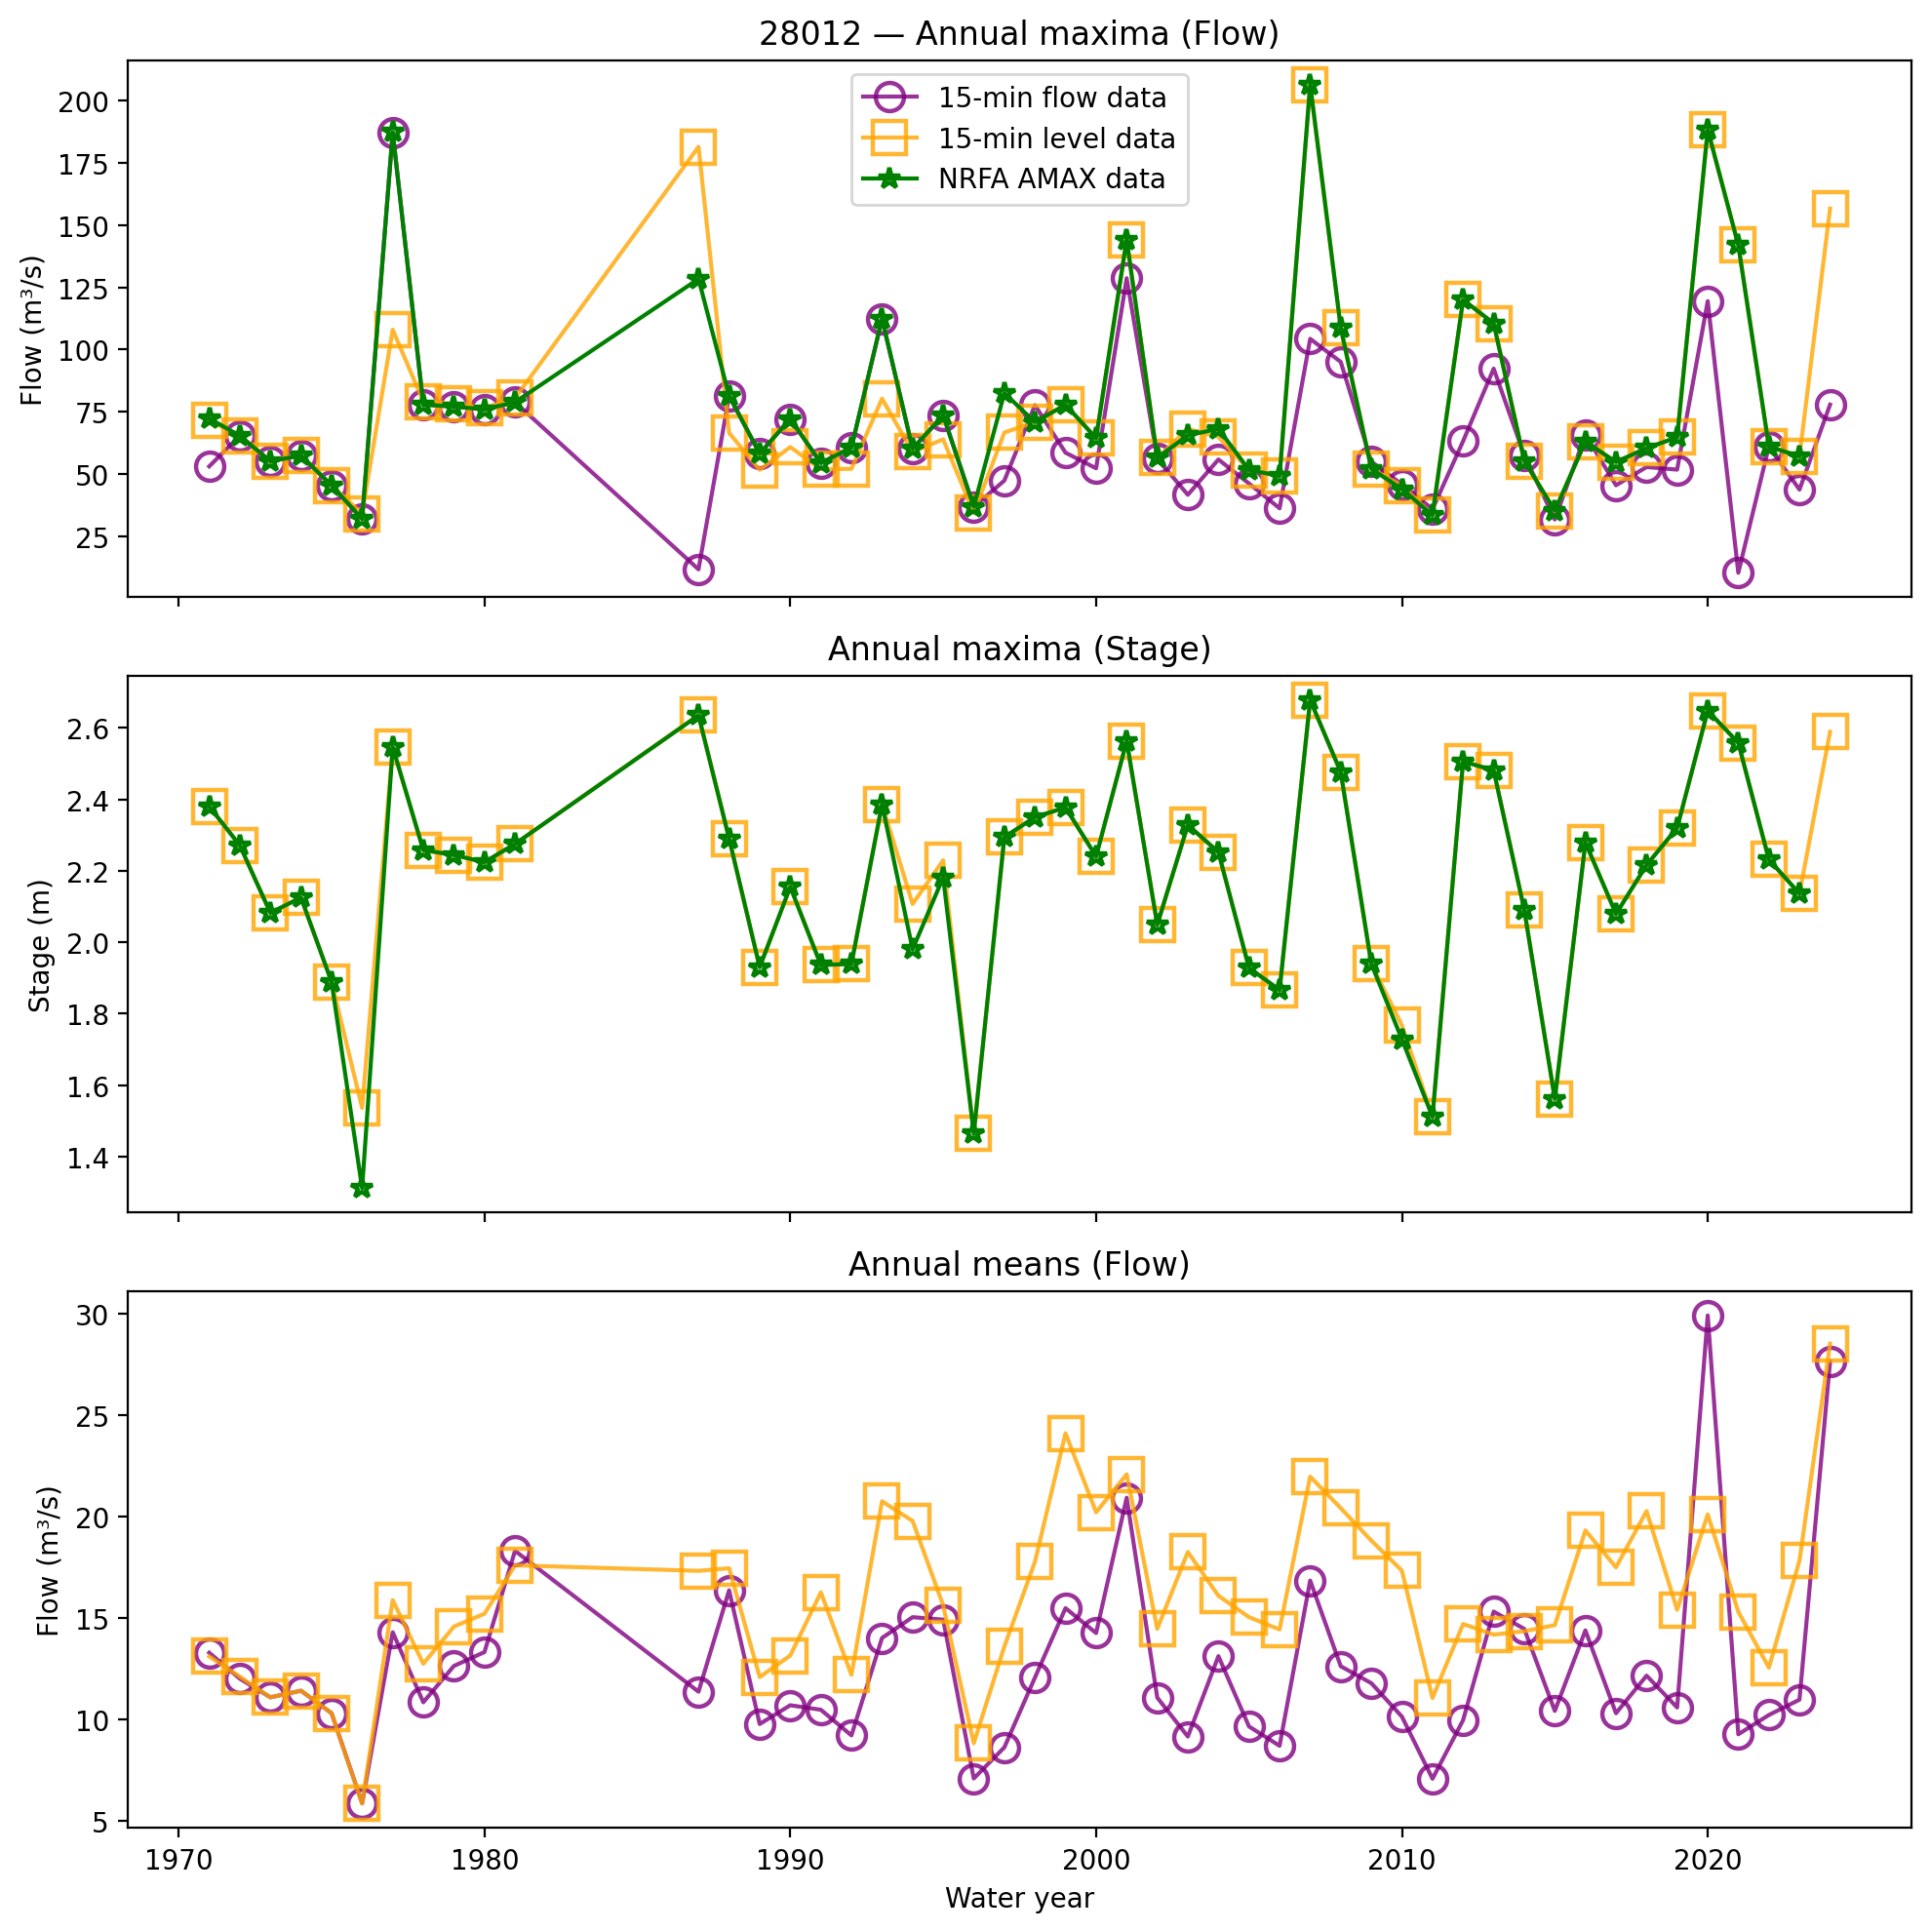 28012 — Annual maxima (Flow)
200
175
150
125
100
75
50
25
Flow (m³/s)
15-min flow data
15-min level data
NRFA AMAX data
Annual maxima (Stage)
2.6
2.4
2.2
2.0
1.8
1.6
1.4
Stage (m)
Annual means (Flow)
30
25
20
15
10
5
Flow (m³/s)
1970 1980 1990 2000 2010 2020
Water year